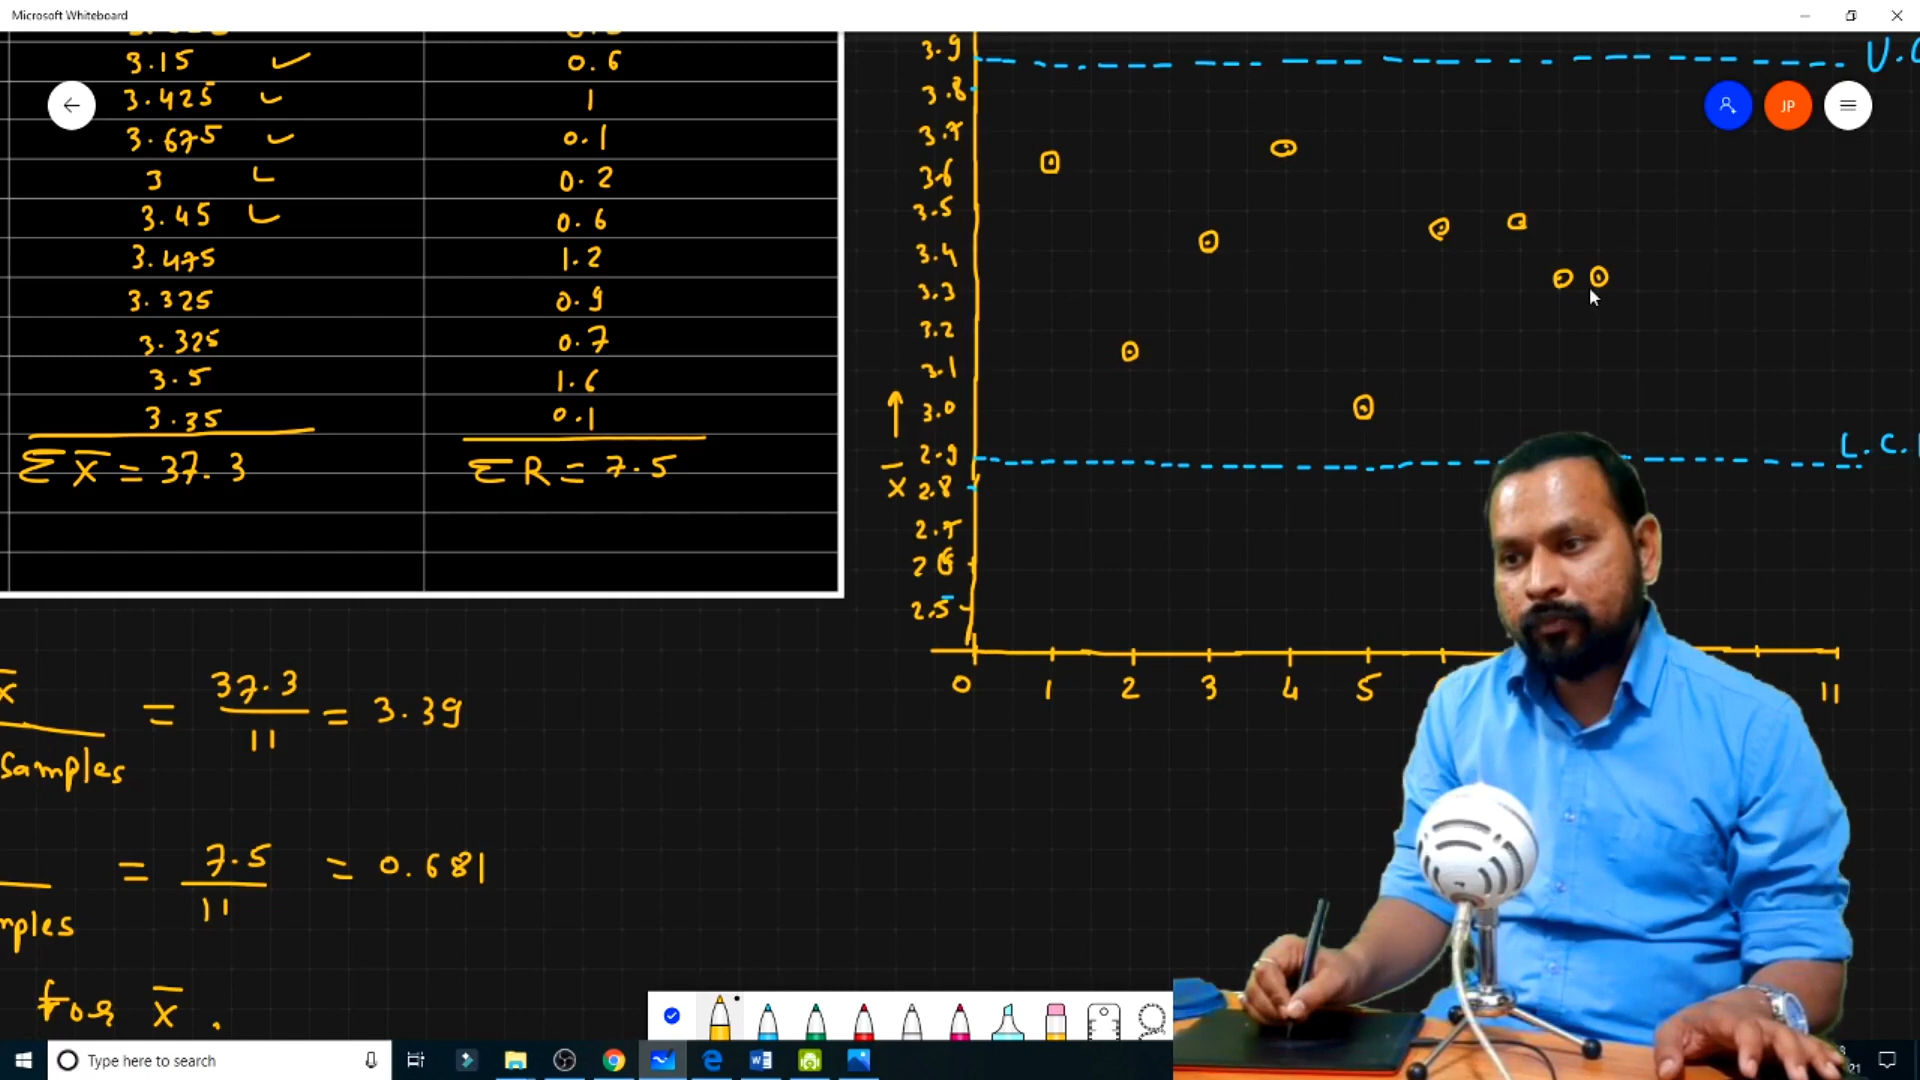 Microsoft Whiteboard
3.15 0.6
3.425 1
3.675 0.1
3 0.2
3.45 0.6
3.475 1.2
3.325 0.9
3.325 0.7
3.5 1.6
3.35 0.1
Σ X̄ = 37.3 Σ R = 7.5
3.9
3.8
3.7
3.6
3.5
3.4
3.3
3.2
3.1
3.0
2.9
2.8
2.7
2.6
2.5
X̄
U.C
L.C.
JP
0 1 2 3 4 5 11
x̄ = 37.3 / 11 = 3.39
samples
= 7.5 / 11 = 0.681
mples
for x̄ .
Type here to search
21